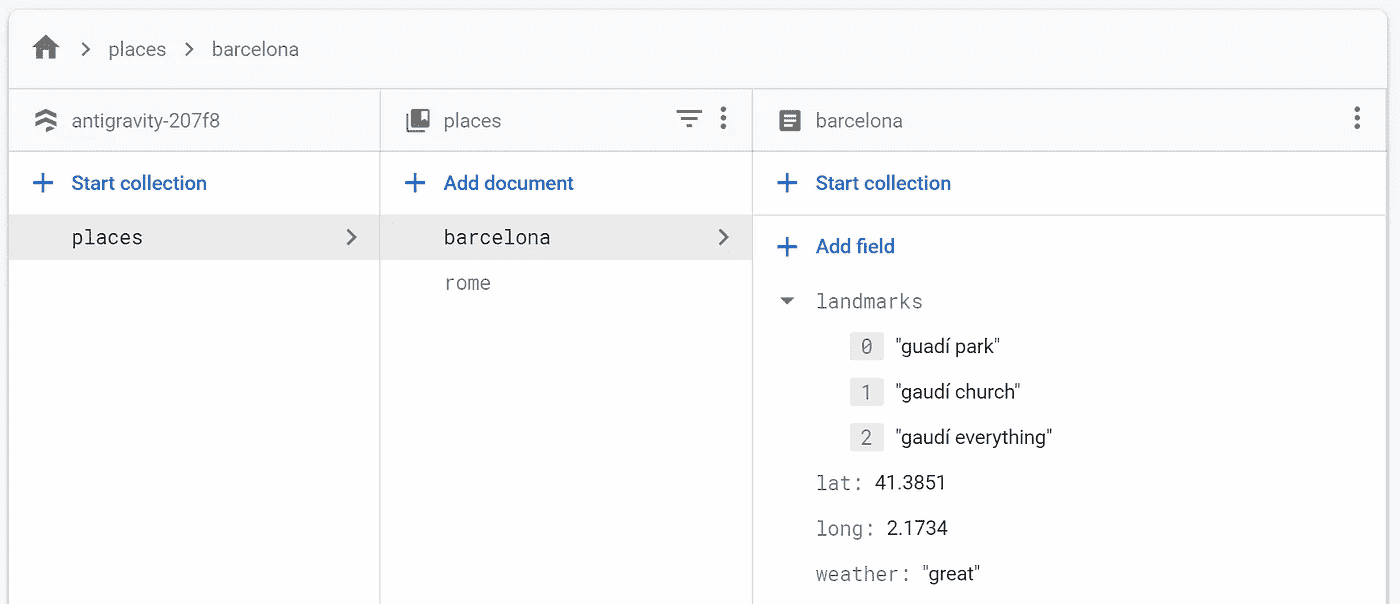 places barcelona
antigravity-207f8
places
barcelona
Start collection
Add document
Start collection
places
barcelona
rome
Add field
landmarks
0 "guadí park"
1 "gaudí church"
2 "gaudí everything"
lat: 41.3851
long: 2.1734
weather: "great"